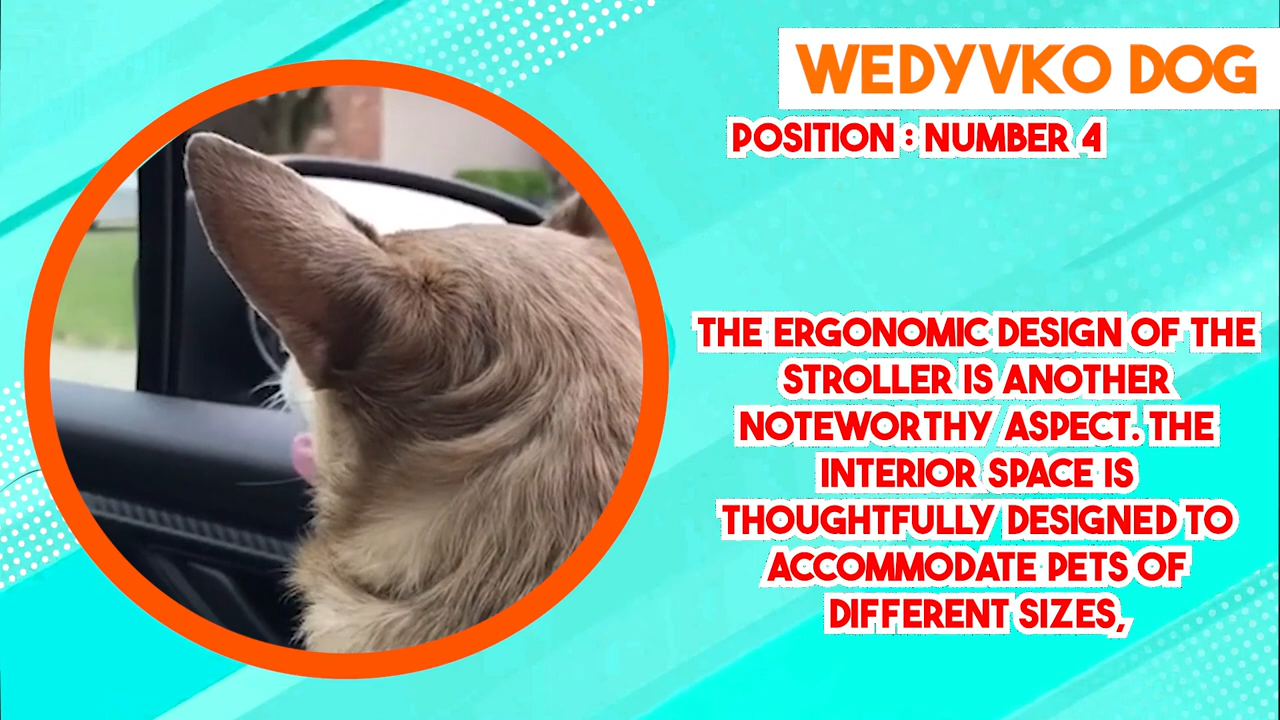 WEDYVKO DOG
POSITION : NUMBER 4
THE ERGONOMIC DESIGN OF THE
STROLLER IS ANOTHER
NOTEWORTHY ASPECT. THE
INTERIOR SPACE IS
THOUGHTFULLY DESIGNED TO
ACCOMMODATE PETS OF
DIFFERENT SIZES,